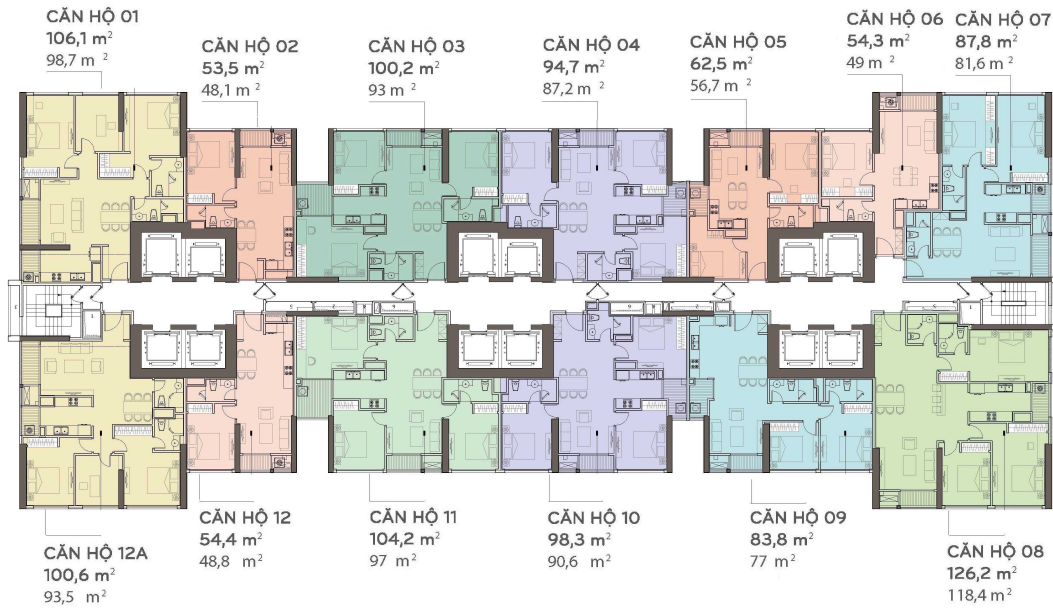 CĂN HỘ 01
106,1 m²
98,7 m²
CĂN HỘ 02
53,5 m²
48,1 m²
CĂN HỘ 03
100,2 m²
93 m²
CĂN HỘ 04
94,7 m²
87,2 m²
CĂN HỘ 05
62,5 m²
56,7 m²
CĂN HỘ 06
54,3 m²
49 m²
CĂN HỘ 07
87,8 m²
81,6 m²
CĂN HỘ 12A
100,6 m²
93,5 m²
CĂN HỘ 12
54,4 m²
48,8 m²
CĂN HỘ 11
104,2 m²
97 m²
CĂN HỘ 10
98,3 m²
90,6 m²
CĂN HỘ 09
83,8 m²
77 m²
CĂN HỘ 08
126,2 m²
118,4 m²